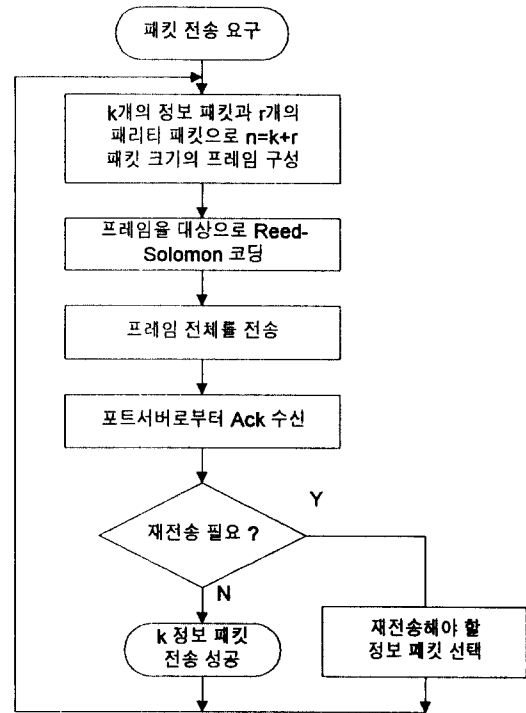 패킷 전송 요구
k개의 정보 패킷과 r개의
패리티 패킷으로 n=k+r
패킷 크기의 프레임 구성
프레임을 대상으로 Reed-
Solomon 코딩
프레임 전체를 전송
포트서버로부터 Ack 수신
재전송 필요 ?
Y
N
k 정보 패킷
전송 성공
재전송해야 할
정보 패킷 선택